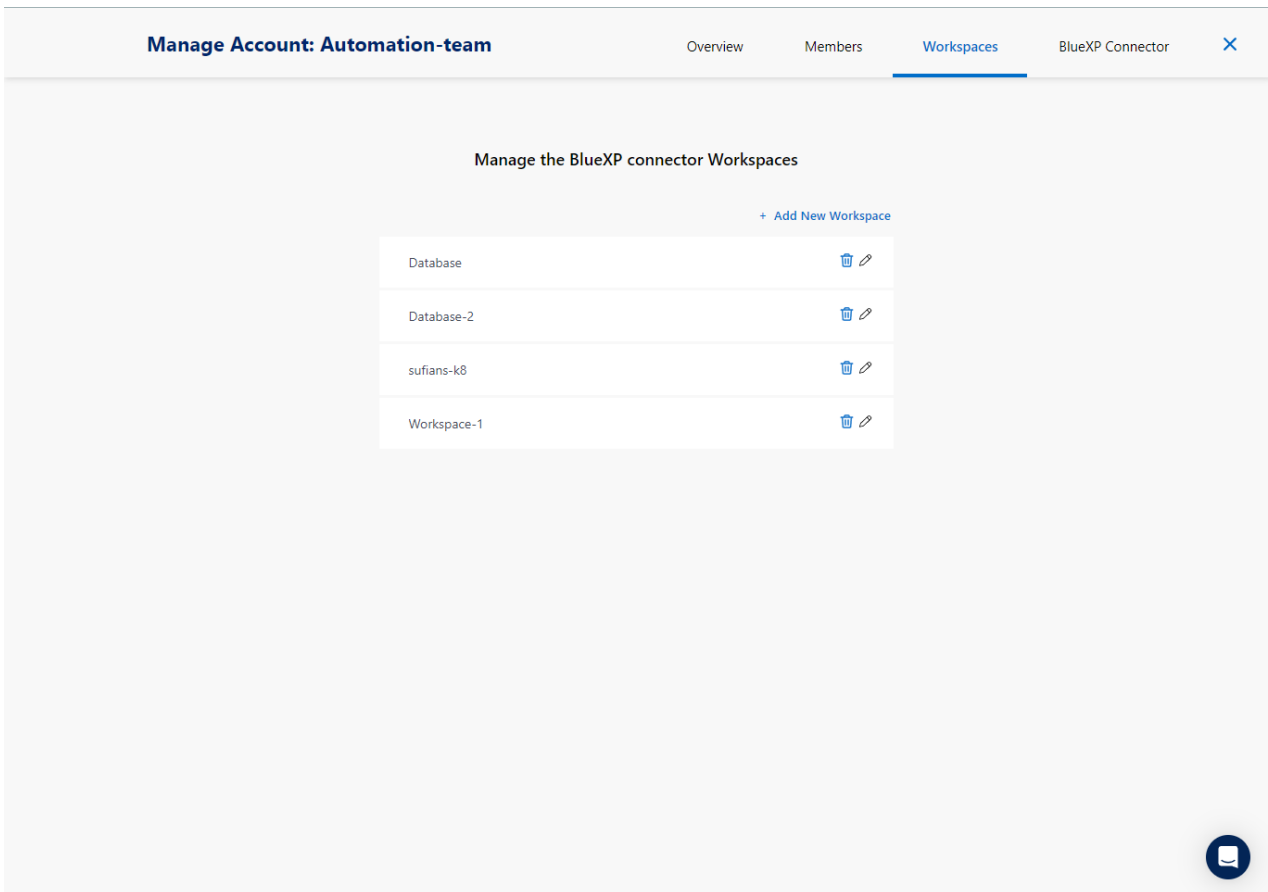 Manage Account: Automation-team
Overview
Members
Workspaces
BlueXP Connector
Manage the BlueXP connector Workspaces
+ Add New Workspace
Database
Database-2
sufians-k8
Workspace-1